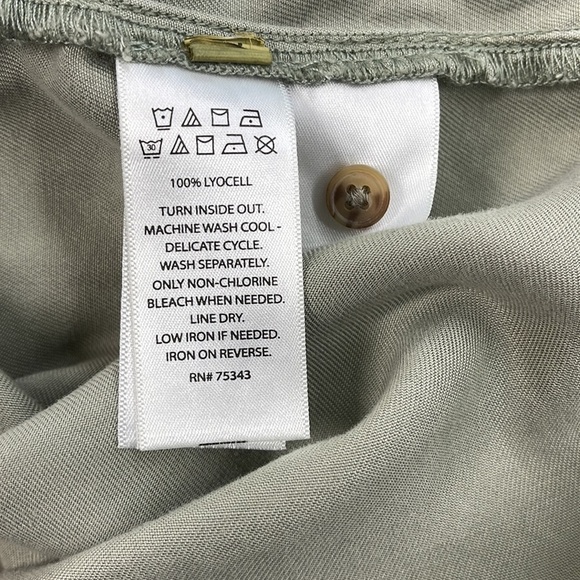 30
100% LYOCELL
TURN INSIDE OUT.
MACHINE WASH COOL -
DELICATE CYCLE.
WASH SEPARATELY.
ONLY NON-CHLORINE
BLEACH WHEN NEEDED.
LINE DRY.
LOW IRON IF NEEDED.
IRON ON REVERSE.
RN# 75343